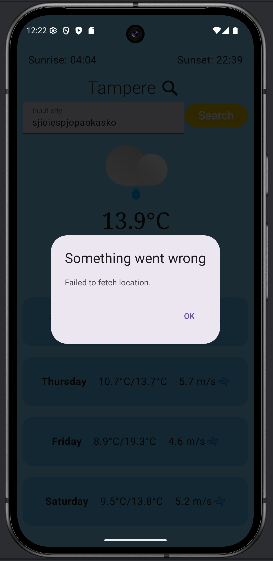 12:22
Sunrise: 04:04 Sunset: 22:39
Tampere
Input city
sjioiespjopaokasko
Search
13.9°C
Something went wrong
Failed to fetch location.
OK
Thursday 10.7°C/13.7°C 5.7 m/s
Friday 8.9°C/19.3°C 4.6 m/s
Saturday 9.5°C/13.8°C 5.2 m/s